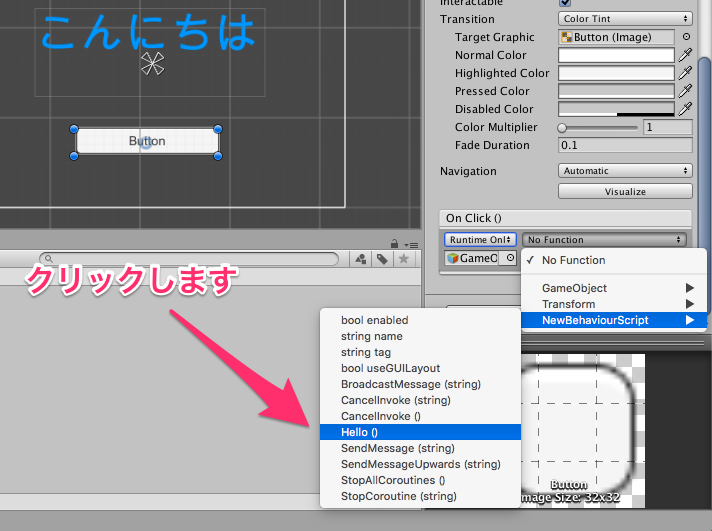 こんにちは
Button
クリックします
Interactable
Transition
Color Tint
Target Graphic
Button (Image)
Normal Color
Highlighted Color
Pressed Color
Disabled Color
Color Multiplier
1
Fade Duration
0.1
Navigation
Automatic
Visualize
On Click ()
Runtime Onl
No Function
GameO
✓ No Function
GameObject
Transform
NewBehaviourScript
bool enabled
string name
string tag
bool useGUILayout
BroadcastMessage (string)
CancelInvoke (string)
CancelInvoke ()
Hello ()
SendMessage (string)
SendMessageUpwards (string)
StopAllCoroutines ()
StopCoroutine (string)
Button
Image Size: 32x32